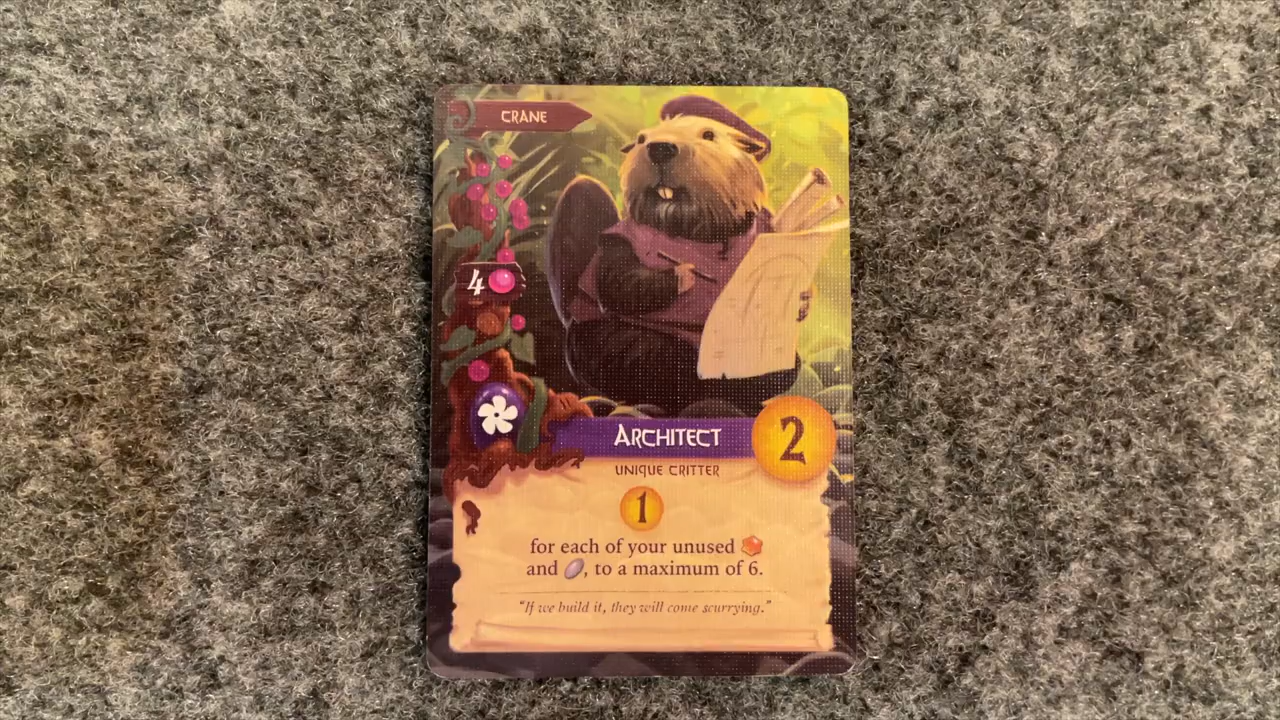 CRANE
4
ARCHITECT
2
UNIQUE CRITTER
1
for each of your unused
and , to a maximum of 6.
"If we build it, they will come scurrying."